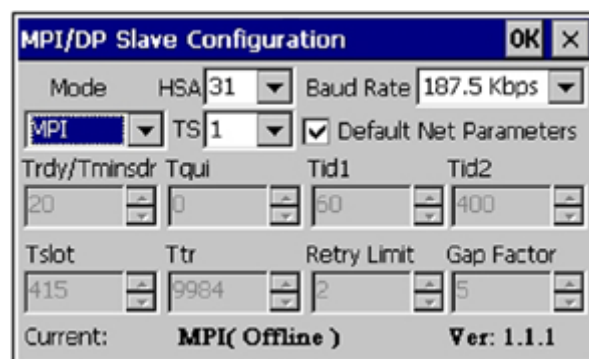 MPI/DP Slave Configuration OK ×
Mode HSA 31 Baud Rate 187.5 Kbps
MPI TS 1 Default Net Parameters
Trdy/Tminsdr Tqui Tid1 Tid2
20 0 60 400
Tslot Ttr Retry Limit Gap Factor
415 9984 2 5
Current: MPI( Offline ) Ver: 1.1.1